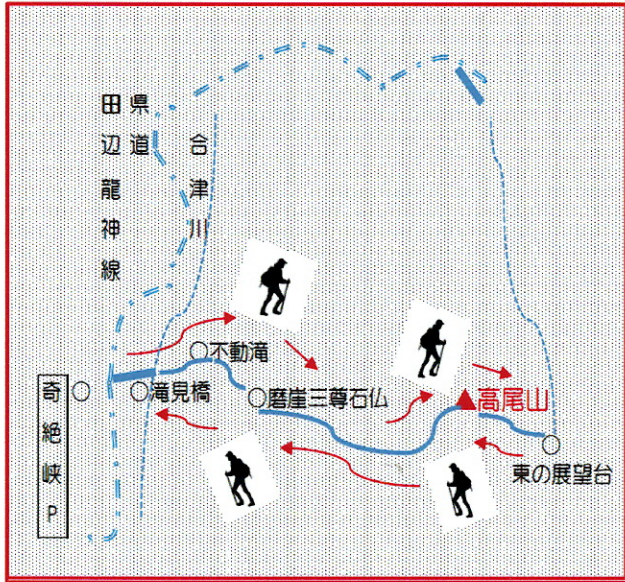 県道
田辺龍神線
合津川
不動滝
滝見橋
磨崖三尊石仏
高尾山
東の展望台
奇絶峡P